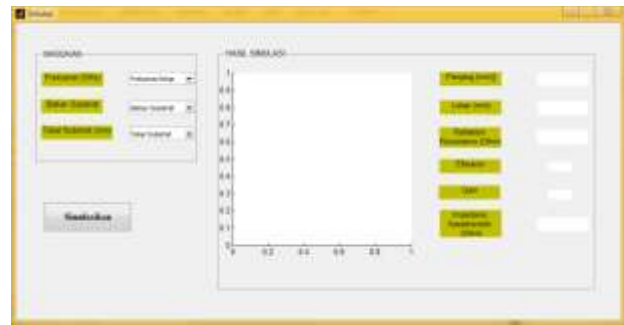 Simulasi
MASUKAN
Frekuensi (GHz)
Frekuensi Kerja
Bahan Substrat
Bahan Substrat
Tebal Substrat (mm)
Tebal Substrat
Simulasikan
HASIL SIMULASI
1
0.9
0.8
0.7
0.6
0.5
0.4
0.3
0.2
0.1
0
0
0.2
0.4
0.6
0.8
1
Panjang (mm)
Lebar (mm)
Radiation
Resistance (Ohm)
Efisiensi
Gain
Impedansi
Karakteristik
(Ohm)